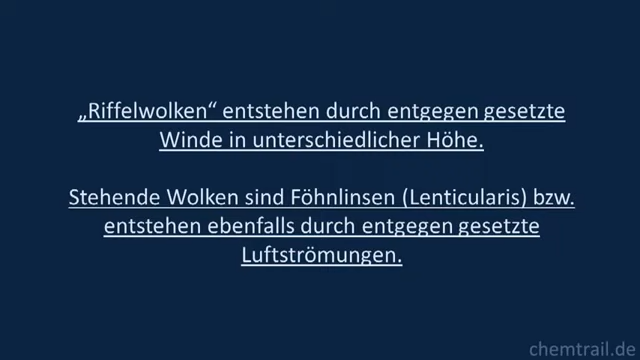 „Riffelwolken“ entstehen durch entgegen gesetzte
Winde in unterschiedlicher Höhe.
Stehende Wolken sind Föhnlinsen (Lenticularis) bzw.
entstehen ebenfalls durch entgegen gesetzte
Luftströmungen.
chemtrail.de